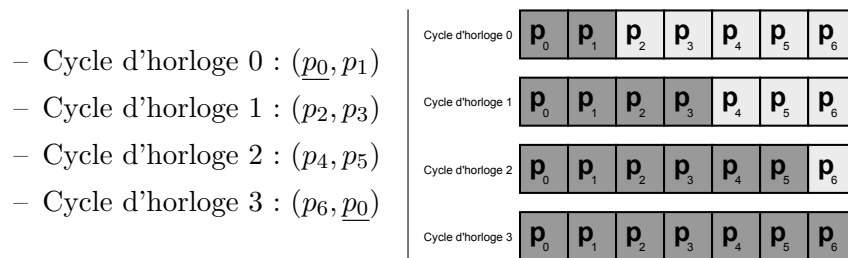 – Cycle d'horloge 0 : (p0, p1)
– Cycle d'horloge 1 : (p2, p3)
– Cycle d'horloge 2 : (p4, p5)
– Cycle d'horloge 3 : (p6, p0)
Cycle d'horloge 0 p0 p1 p2 p3 p4 p5 p6
Cycle d'horloge 1 p0 p1 p2 p3 p4 p5 p6
Cycle d'horloge 2 p0 p1 p2 p3 p4 p5 p6
Cycle d'horloge 3 p0 p1 p2 p3 p4 p5 p6